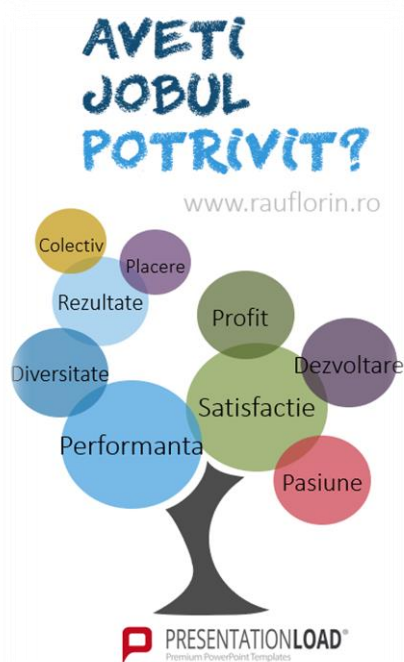 AVETI
JOBUL
POTRIVIT?
www.rauflorin.ro
Colectiv
Placere
Rezultate
Profit
Dezvoltare
Diversitate
Satisfactie
Performanta
Pasiune
PRESENTATIONLOAD®
Premium PowerPoint Templates